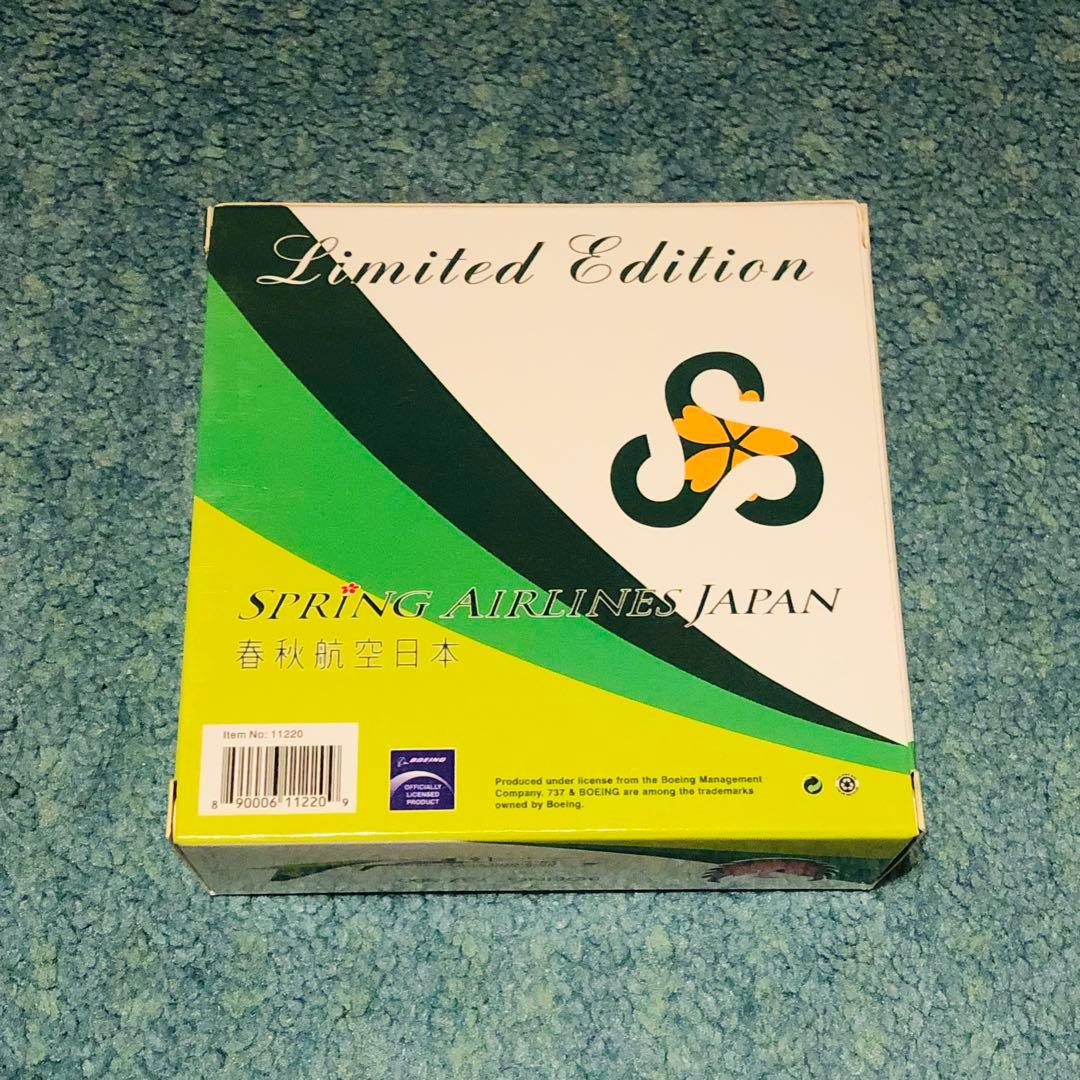 Limited Edition
SPRING AIRLINES JAPAN
春秋航空日本
Item No: 11220
8 90006 11220 9
BOEING
OFFICIALLY
LICENSED
PRODUCT
Produced under license from the Boeing Management
Company. 737 & BOEING are among the trademarks
owned by Boeing.